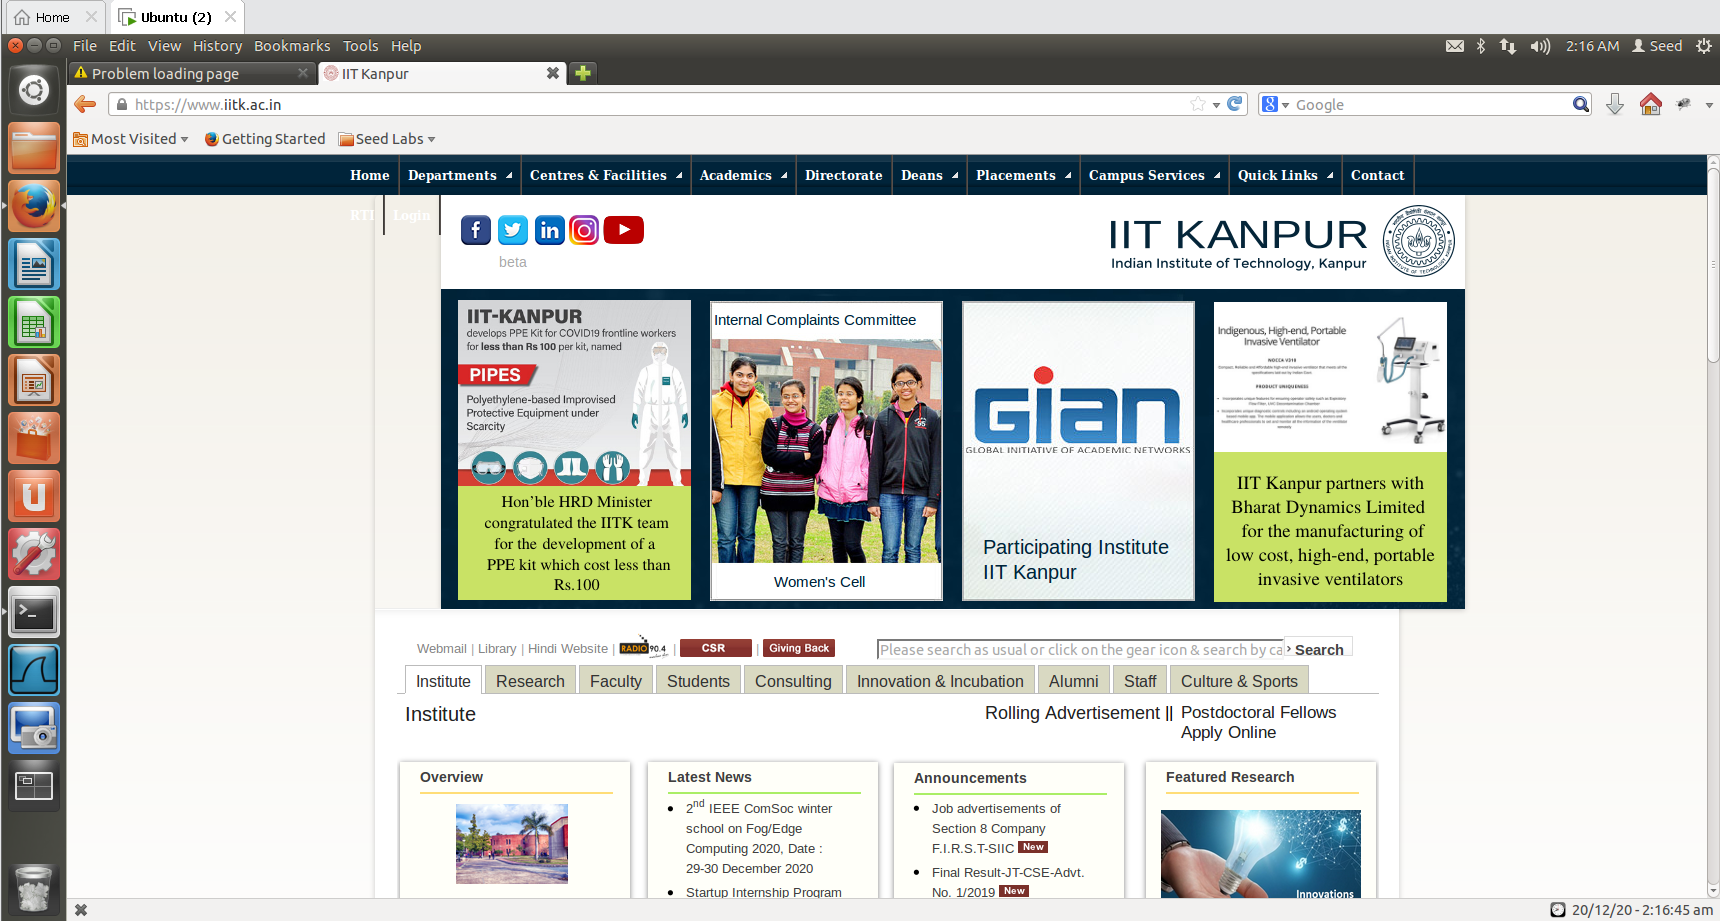 Home
Ubuntu (2)
File Edit View History Bookmarks Tools Help
2:16 AM Seed
Problem loading page
IIT Kanpur
https://www.iitk.ac.in
Google
Most Visited Getting Started Seed Labs
Home Departments Centres & Facilities Academics Directorate Deans Placements Campus Services Quick Links Contact
RTI Login
beta
IIT KANPUR
Indian Institute of Technology, Kanpur
IIT-KANPUR
develops PPE Kit for COVID19 frontline workers
for less than Rs 100 per kit, named
PIPES
Polyethylene-based Improvised
Protective Equipment under
Scarcity
Hon'ble HRD Minister
congratulated the IITK team
for the development of a
PPE kit which cost less than
Rs.100
Internal Complaints Committee
95
Women's Cell
GIAN
GLOBAL INITIATIVE OF ACADEMIC NETWORKS
Participating Institute
IIT Kanpur
Indigenous, High-end, Portable
Invasive Ventilator
NOCCA V310
PRODUCT UNIQUENESS
IIT Kanpur partners with
Bharat Dynamics Limited
for the manufacturing of
low cost, high-end, portable
invasive ventilators
Webmail | Library | Hindi Website | RADIO 90.4 | CSR | Giving Back
Please search as usual or click on the gear icon & search by ca
› Search
Institute Research Faculty Students Consulting Innovation & Incubation Alumni Staff Culture & Sports
Institute
Rolling Advertisement || Postdoctoral Fellows
Apply Online
Overview
Latest News
2nd IEEE ComSoc winter
school on Fog/Edge
Computing 2020, Date :
29-30 December 2020
Startup Internship Program
Announcements
Job advertisements of
Section 8 Company
F.I.R.S.T-SIIC New
Final Result-JT-CSE-Advt.
No. 1/2019 New
Featured Research
Innovations
20/12/20 - 2:16:45 am